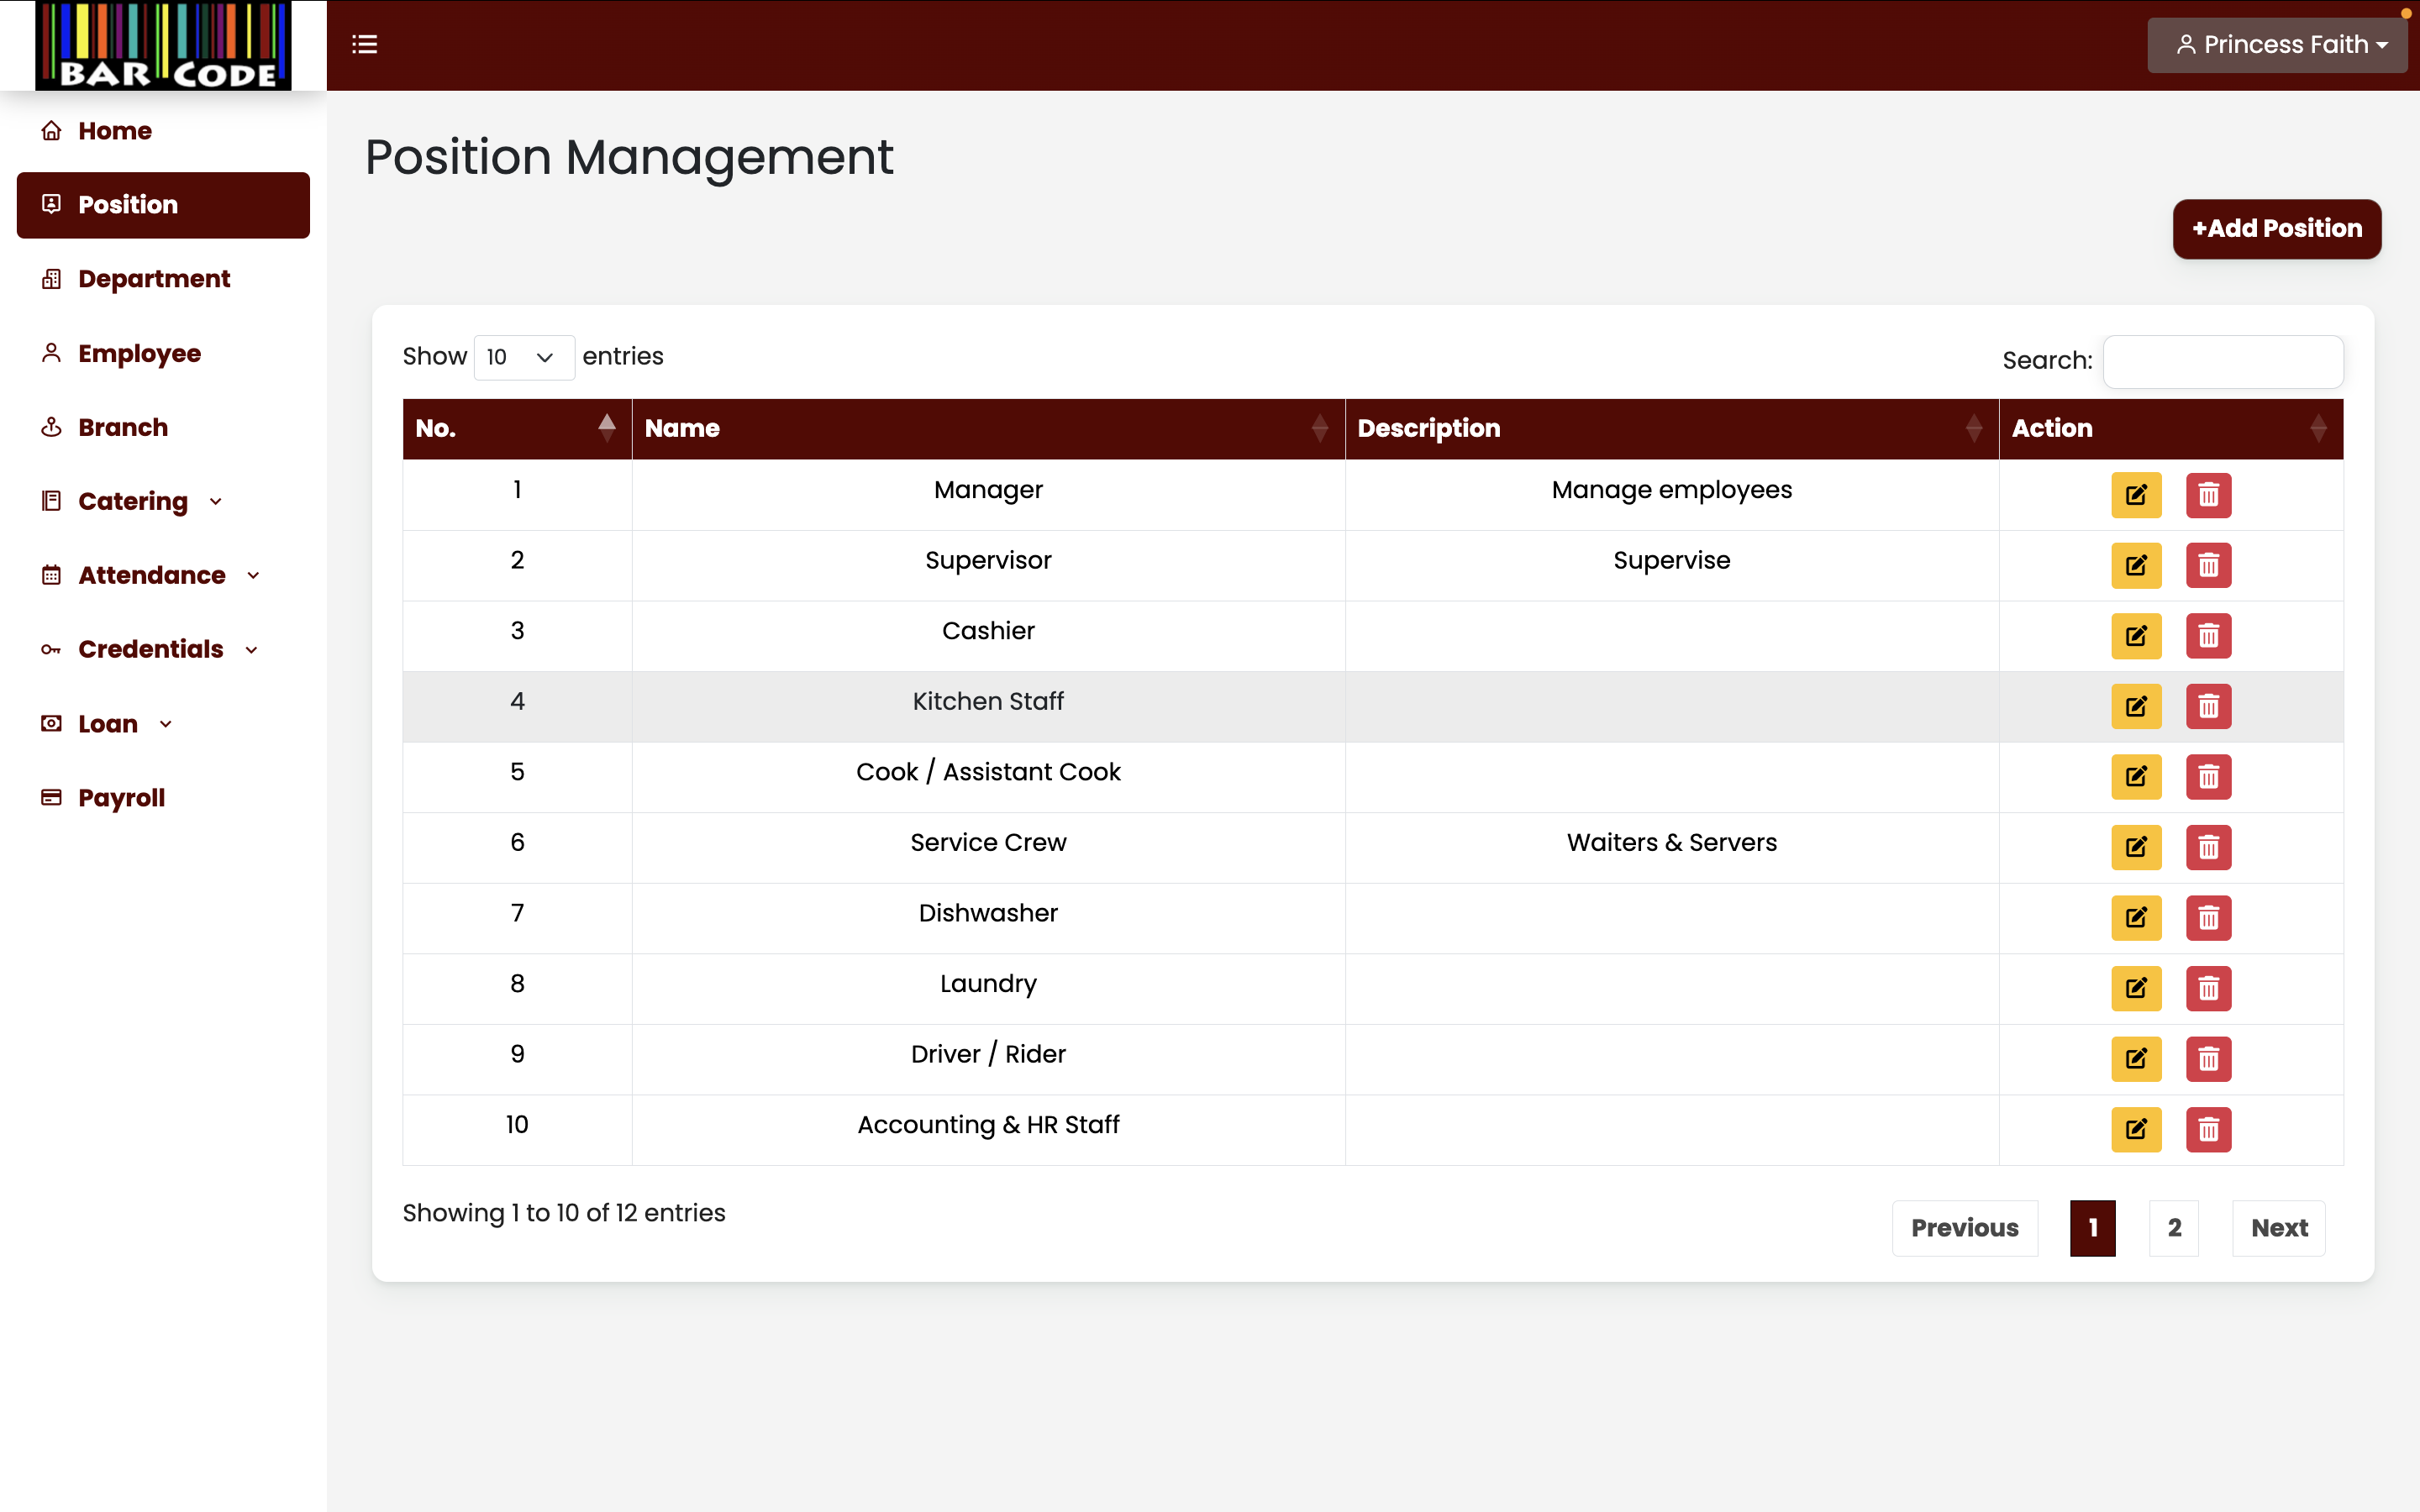 BAR CODE
Princess Faith
Home
Position
Department
Employee
Branch
Catering
Attendance
Credentials
Loan
Payroll
Position Management
+Add Position
Show 10 entries
Search:
No. Name Description Action
1 Manager Manage employees
2 Supervisor Supervise
3 Cashier
4 Kitchen Staff
5 Cook / Assistant Cook
6 Service Crew Waiters & Servers
7 Dishwasher
8 Laundry
9 Driver / Rider
10 Accounting & HR Staff
Showing 1 to 10 of 12 entries
Previous 1 2 Next